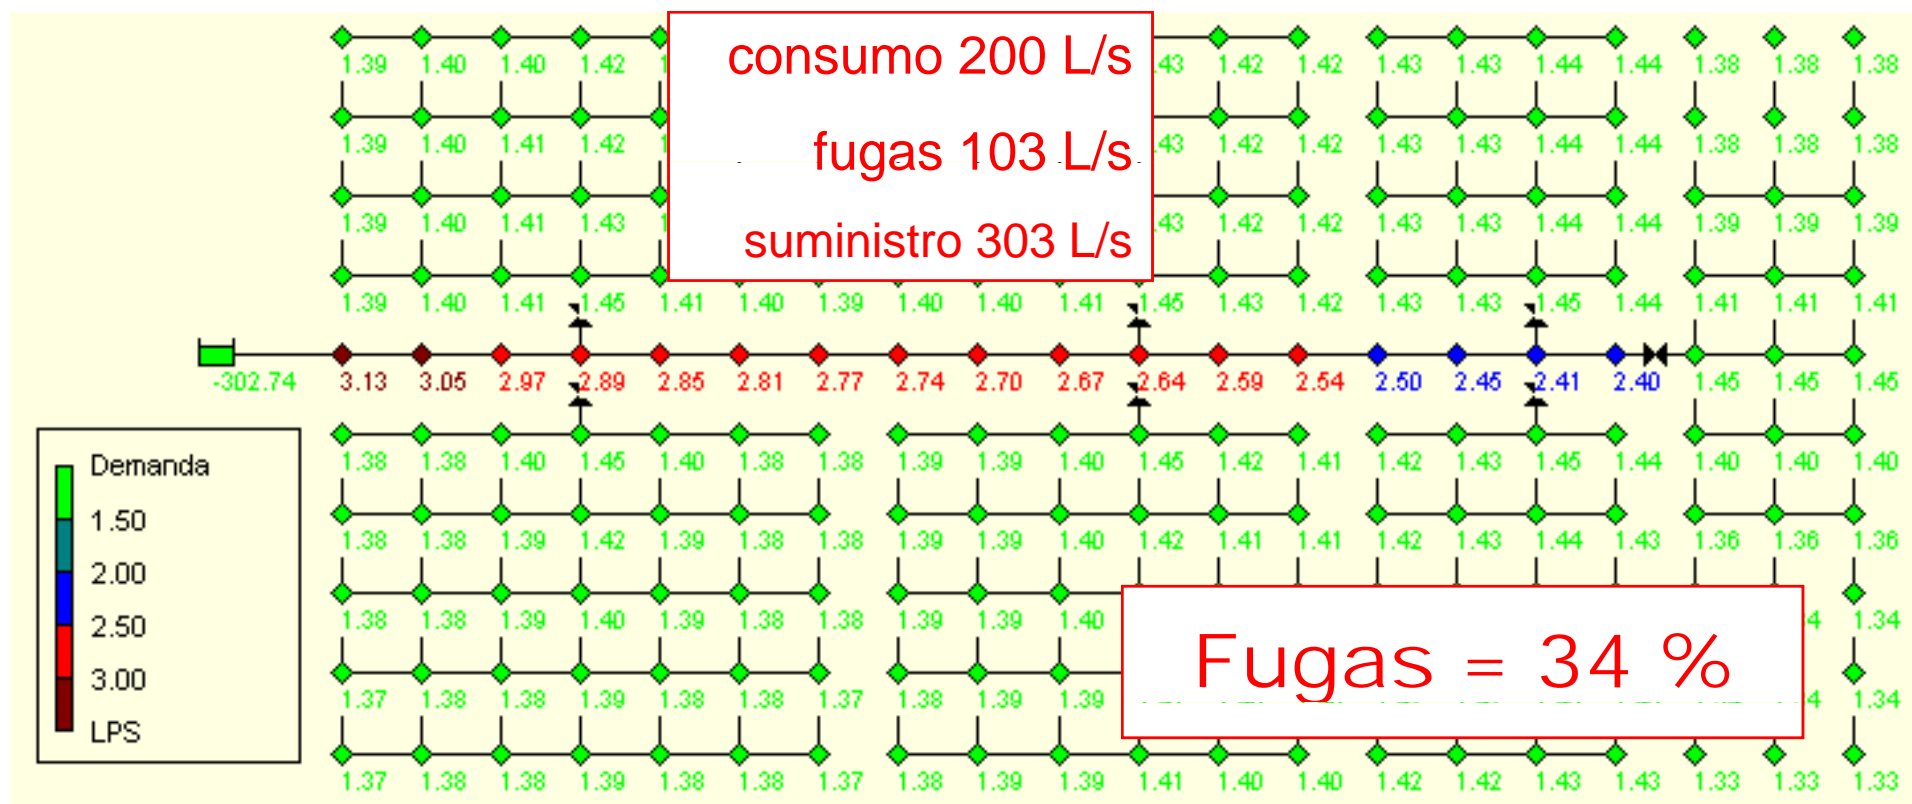 consumo 200 L/s
fugas 103 L/s
suministro 303 L/s
1.39 1.40 1.40 1.42 .43 1.42 1.42 1.43 1.43 1.44 1.44 1.38 1.38 1.38
1.39 1.40 1.41 1.42 .43 1.42 1.42 1.43 1.43 1.44 1.44 1.38 1.38 1.38
1.39 1.40 1.41 1.43 .43 1.42 1.42 1.43 1.43 1.44 1.44 1.39 1.39 1.39
1.39 1.40 1.41 1.45 1.41 1.40 1.39 1.40 1.40 1.41 1.45 1.43 1.42 1.43 1.43 1.45 1.44 1.41 1.41 1.41
-302.74 3.13 3.05 2.97 2.89 2.85 2.81 2.77 2.74 2.70 2.67 2.64 2.59 2.54 2.50 2.45 2.41 2.40 1.45 1.45 1.45
1.38 1.38 1.40 1.45 1.40 1.38 1.38 1.39 1.39 1.40 1.45 1.42 1.41 1.42 1.43 1.45 1.44 1.40 1.40 1.40
1.38 1.38 1.39 1.42 1.39 1.38 1.38 1.39 1.39 1.40 1.42 1.41 1.41 1.42 1.43 1.44 1.43 1.36 1.36 1.36
1.38 1.38 1.39 1.40 1.39 1.38 1.38 1.39 1.39 1.40 4 1.34
1.37 1.38 1.38 1.39 1.38 1.38 1.37 1.38 1.39 1.39 4 1.34
1.37 1.38 1.38 1.39 1.38 1.38 1.37 1.38 1.39 1.39 1.41 1.40 1.40 1.42 1.42 1.43 1.43 1.33 1.33 1.33
Demanda
1.50
2.00
2.50
3.00
LPS
Fugas = 34 %